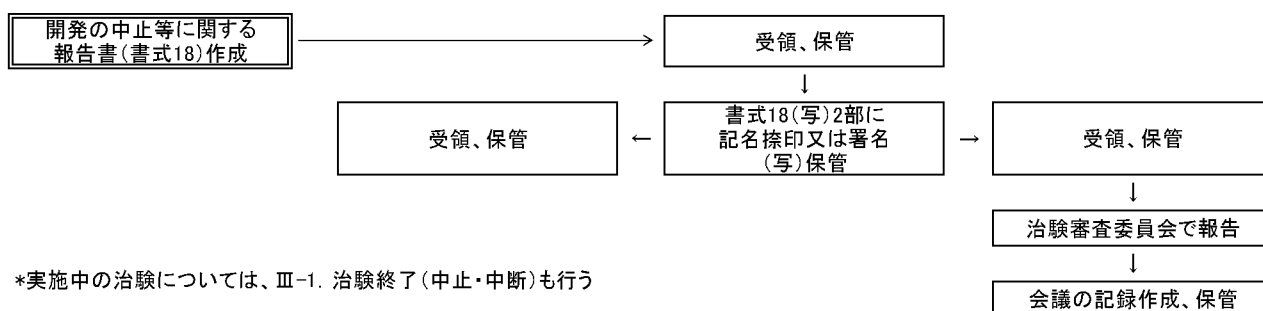 開発の中止等に関する
報告書(書式18)作成
受領、保管
受領、保管
書式18(写)2部に
記名捺印又は署名
(写)保管
受領、保管
治験審査委員会で報告
*実施中の治験については、Ⅲ-1. 治験終了(中止・中断)も行う
会議の記録作成、保管